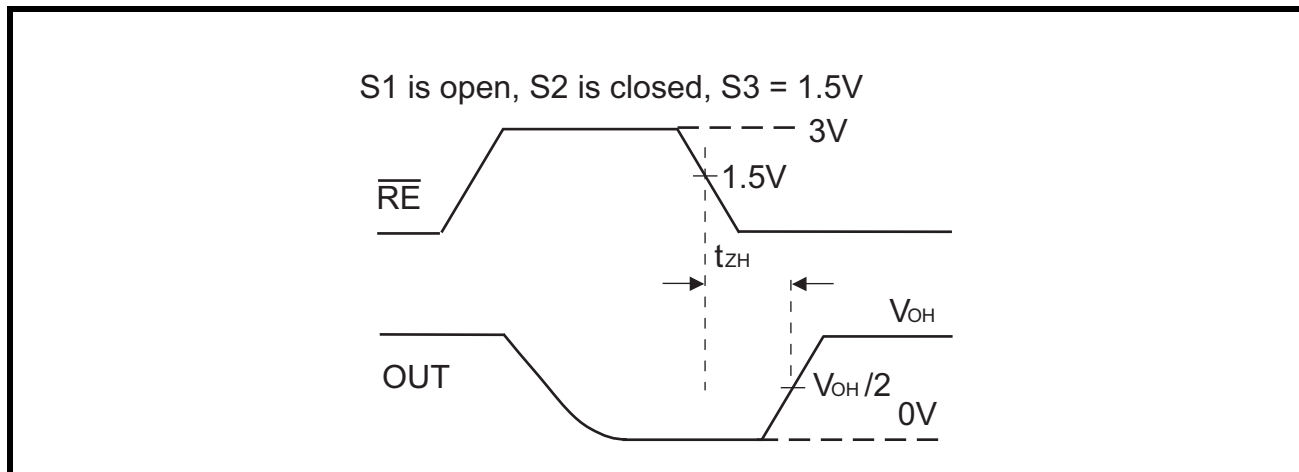 S1 is open, S2 is closed, S3 = 1.5V
3V
1.5V
RE
tZH
VOH
OUT
VOH/2
0V